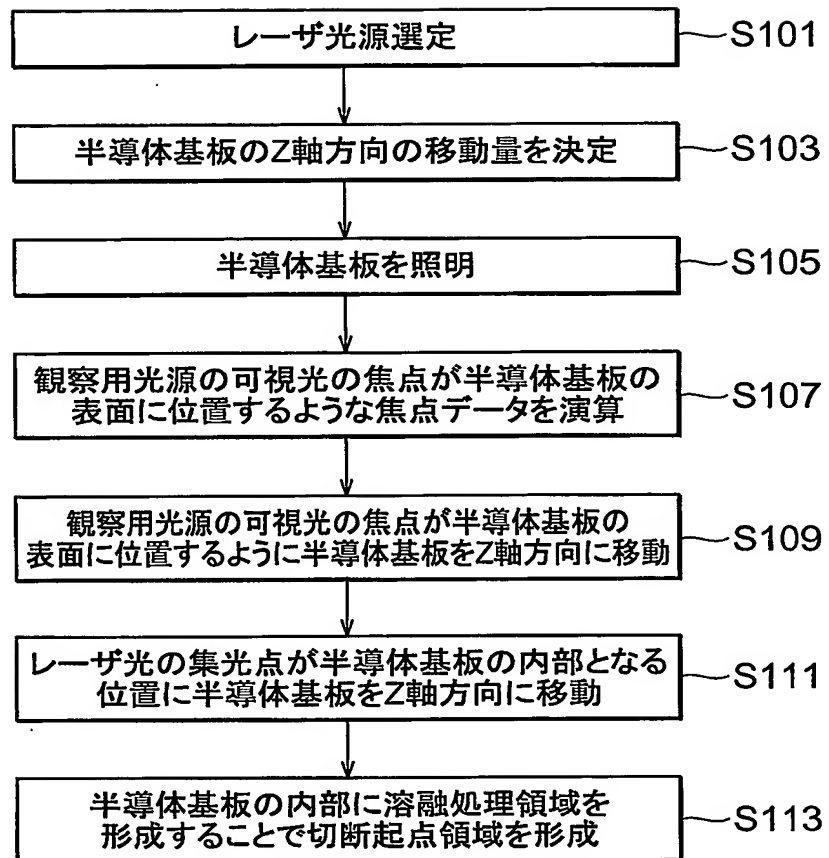 レーザ光源選定
S101
半導体基板のZ軸方向の移動量を決定
S103
半導体基板を照明
S105
観察用光源の可視光の焦点が半導体基板の
表面に位置するような焦点データを演算
S107
観察用光源の可視光の焦点が半導体基板の
表面に位置するように半導体基板をZ軸方向に移動
S109
レーザ光の集光点が半導体基板の内部となる
位置に半導体基板をZ軸方向に移動
S111
半導体基板の内部に溶融処理領域を
形成することで切断起点領域を形成
S113